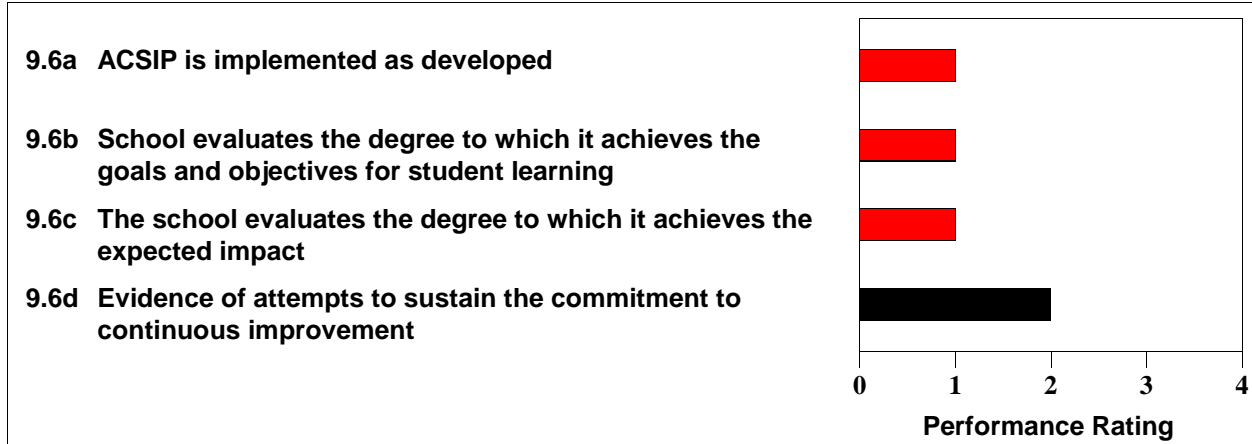 9.6a ACSIP is implemented as developed
9.6b School evaluates the degree to which it achieves the
goals and objectives for student learning
9.6c The school evaluates the degree to which it achieves the
expected impact
9.6d Evidence of attempts to sustain the commitment to
continuous improvement
0 1 2 3 4
Performance Rating